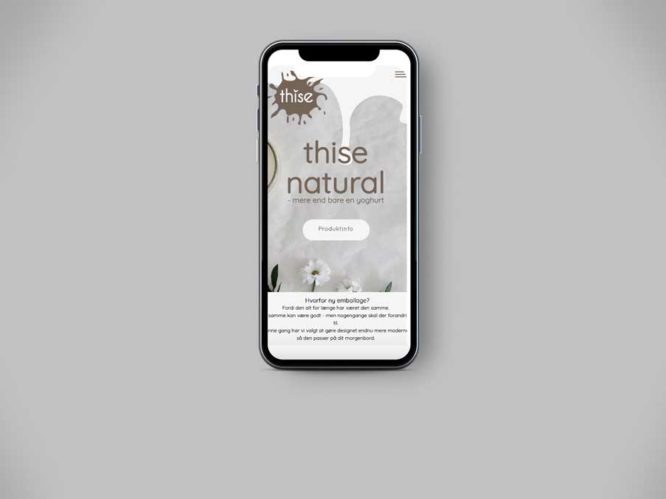 thise
thise
natural
- mere end bare en yoghurt
Produktinfo
Hvorfor ny emballage?
Fordi den alt for længe har været den samme.
samme kan være godt - men nogengange skal der forandri
til.
nne gang har vi valgt at gøre designet endnu mere moderne
så den passer på dit morgenbord.